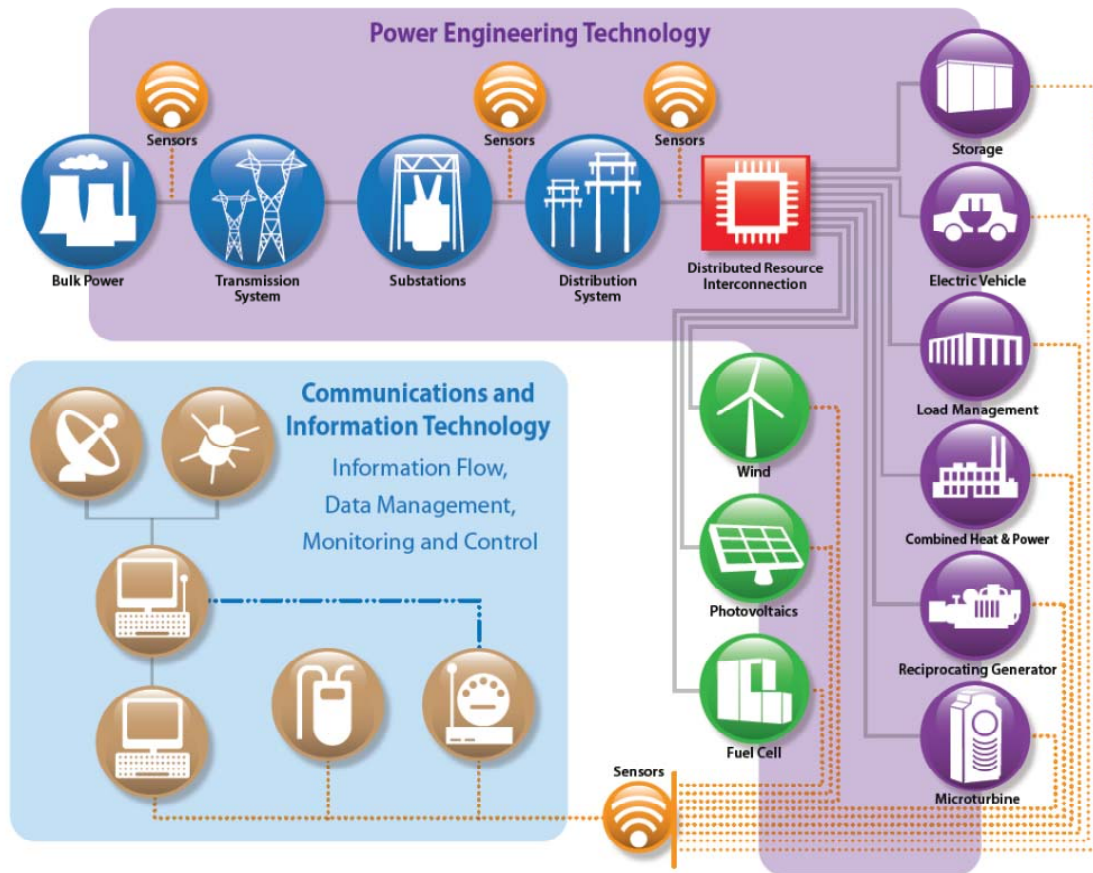 Power Engineering Technology
Sensors
Sensors
Sensors
Storage
Bulk Power
Transmission
System
Substations
Distribution
System
Distributed Resource
Interconnection
Electric Vehicle
Load Management
Communications and
Information Technology
Information Flow,
Data Management,
Monitoring and Control
Wind
Combined Heat & Power
Photovoltaics
Reciprocating Generator
Fuel Cell
Sensors
Microturbine